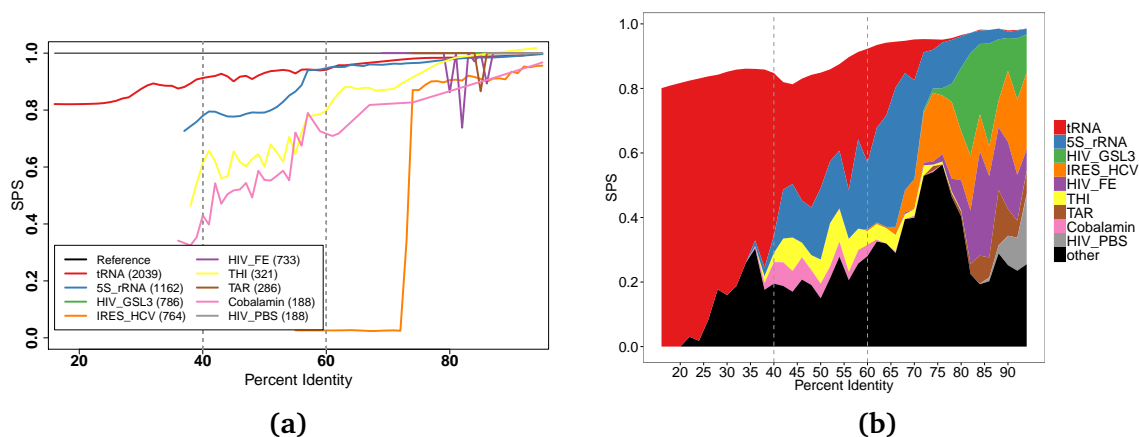 1.0
0.8
0.6
0.4
0.2
0.0
SPS
Reference
tRNA (2039)
5S_rRNA (1162)
HIV_GSL3 (786)
IRES_HCV (764)
HIV_FE (733)
THI (321)
TAR (286)
Cobalamin (188)
HIV_PBS (188)
20 40 60 80
Percent Identity
(a)
1.0
0.8
0.6
0.4
0.2
0.0
SPS
20 25 30 35 40 45 50 55 60 65 70 75 80 85 90
Percent Identity
tRNA
5S_rRNA
HIV_GSL3
IRES_HCV
HIV_FE
THI
TAR
Cobalamin
HIV_PBS
other
(b)